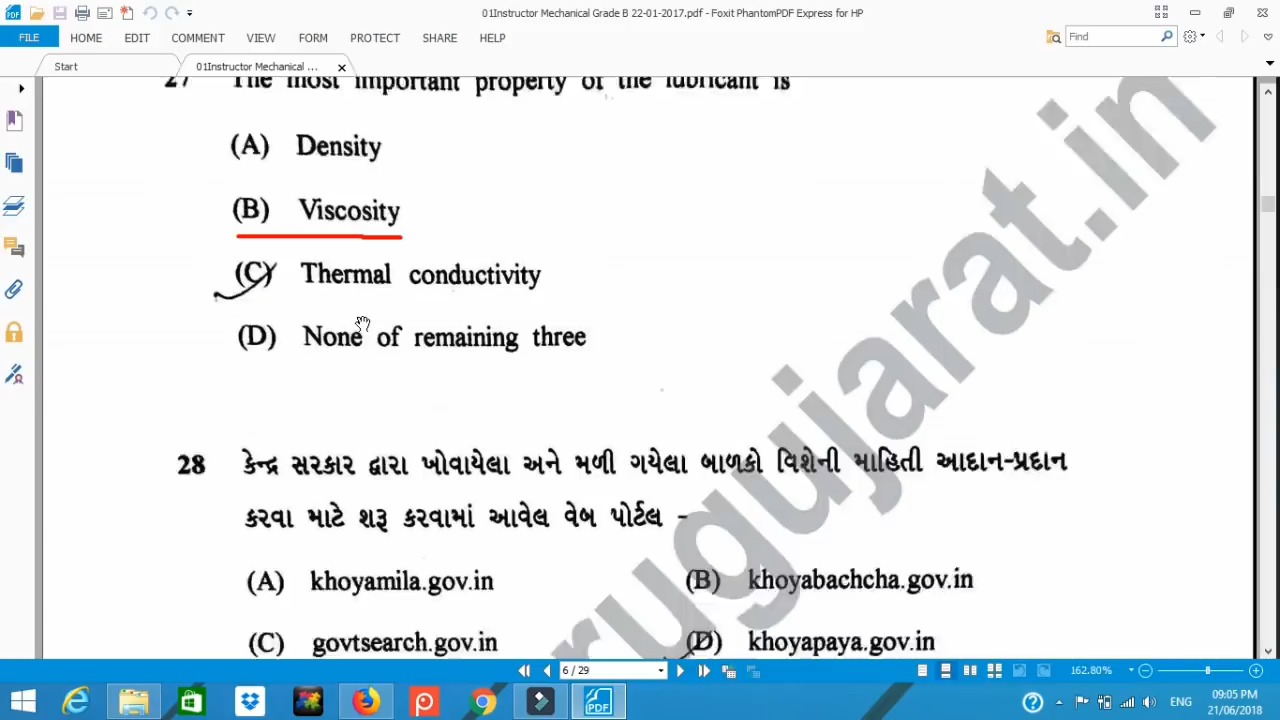 01Instructor Mechanical Grade B 22-01-2017.pdf - Foxit PhantomPDF Express for HP
FILE HOME EDIT COMMENT VIEW FORM PROTECT SHARE HELP
Find
Start 01Instructor Mechanical ...
27 The most important property of the lubricant is
(A) Density
(B) Viscosity
(C) Thermal conductivity
(D) None of remaining three
28 કેન્દ્ર સરકાર દ્વારા ખોવાયેલા અને મળી ગયેલા બાળકો વિશેની માહિતી આદાન-પ્રદાન
કરવા માટે શરૂ કરવામાં આવેલ વેબ પોર્ટલ -
(A) khoyamila.gov.in (B) khoyabachcha.gov.in
(C) govtsearch.gov.in (D) khoyapaya.gov.in
rugujarat.in
6 / 29
162.80%
ENG
09:05 PM
21/06/2018
PDF